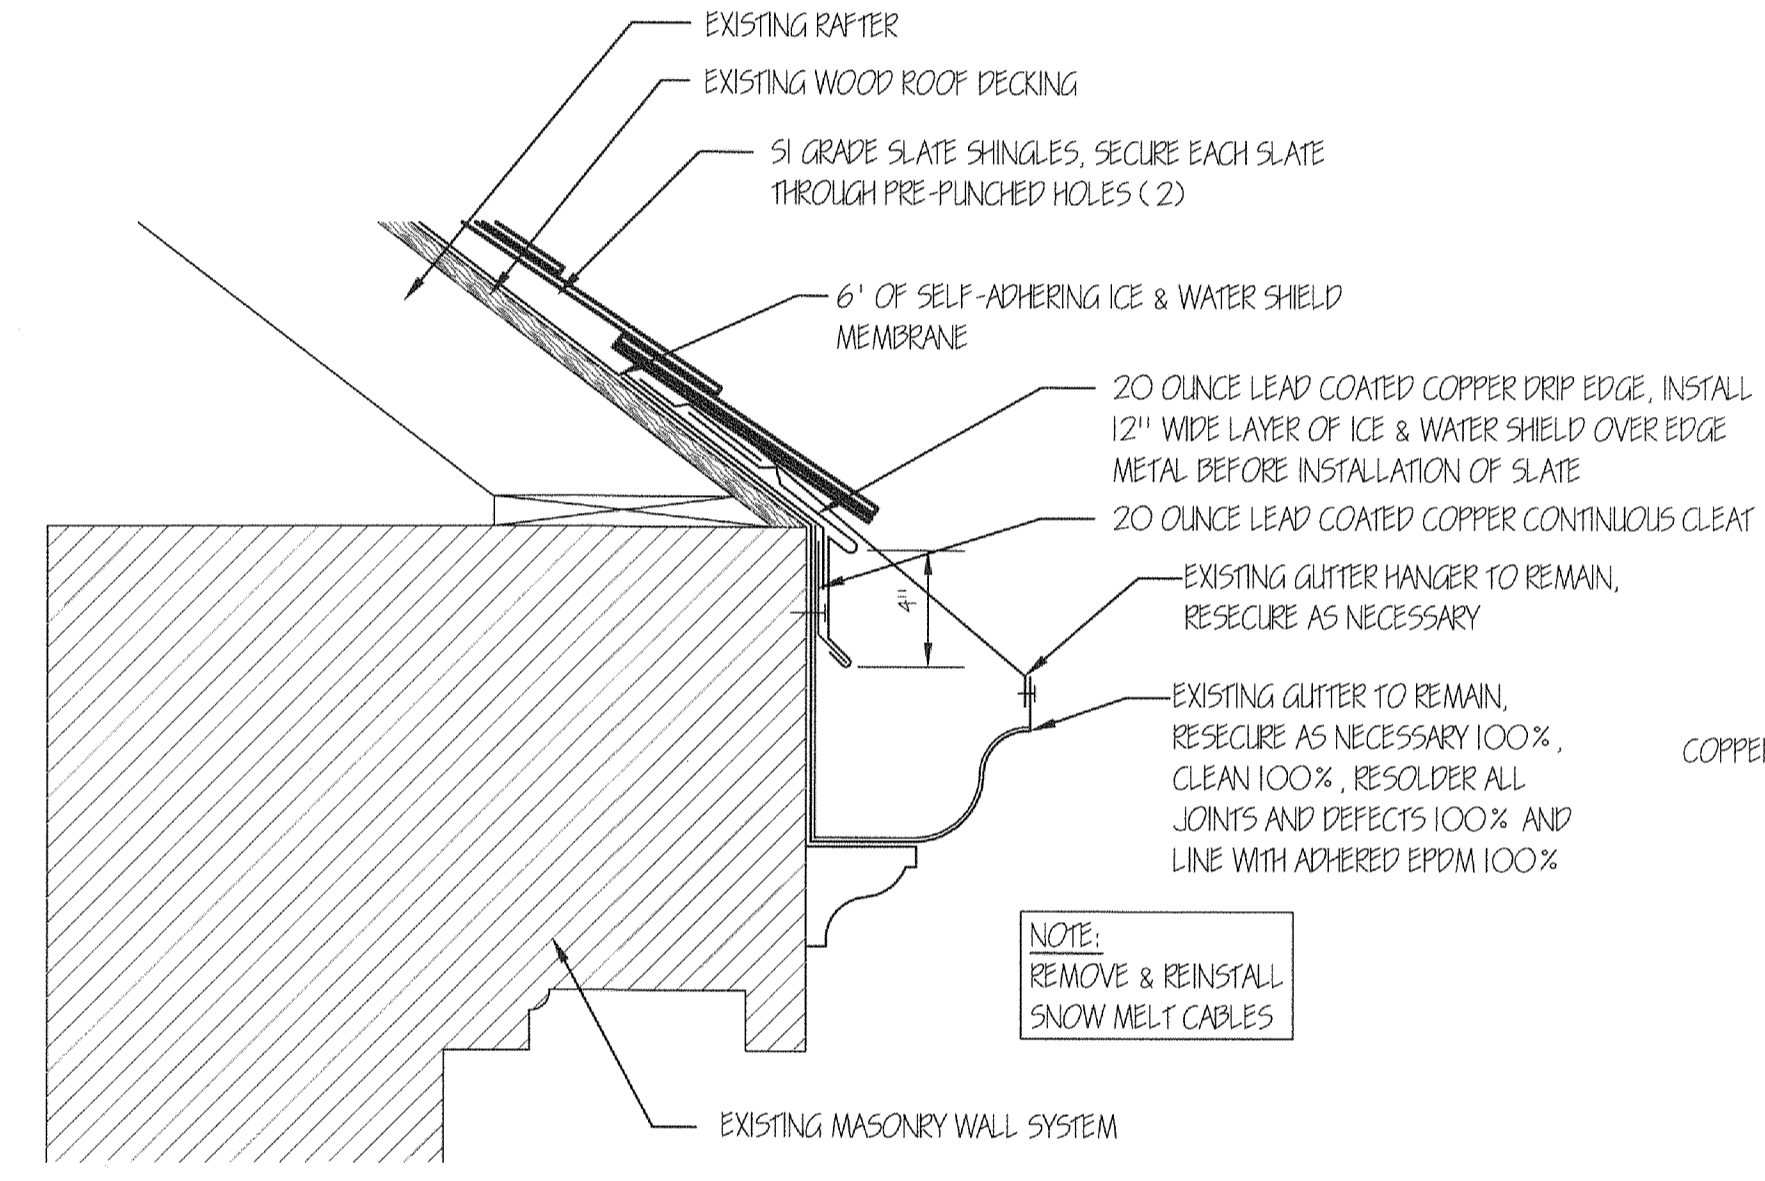 EXISTING RAFTER
EXISTING WOOD ROOF DECKING
S1 GRADE SLATE SHINGLES, SECURE EACH SLATE
THROUGH PRE-PUNCHED HOLES (2)
6' OF SELF-ADHERING ICE & WATER SHIELD
MEMBRANE
20 OUNCE LEAD COATED COPPER DRIP EDGE, INSTALL
12" WIDE LAYER OF ICE & WATER SHIELD OVER EDGE
METAL BEFORE INSTALLATION OF SLATE
20 OUNCE LEAD COATED COPPER CONTINUOUS CLEAT
EXISTING GUTTER HANGER TO REMAIN,
RESECURE AS NECESSARY
4"
EXISTING GUTTER TO REMAIN,
RESECURE AS NECESSARY 100%,
CLEAN 100%, RESOLDER ALL
JOINTS AND DEFECTS 100% AND
LINE WITH ADHERED EPDM 100%
NOTE:
REMOVE & REINSTALL
SNOW MELT CABLES
EXISTING MASONRY WALL SYSTEM